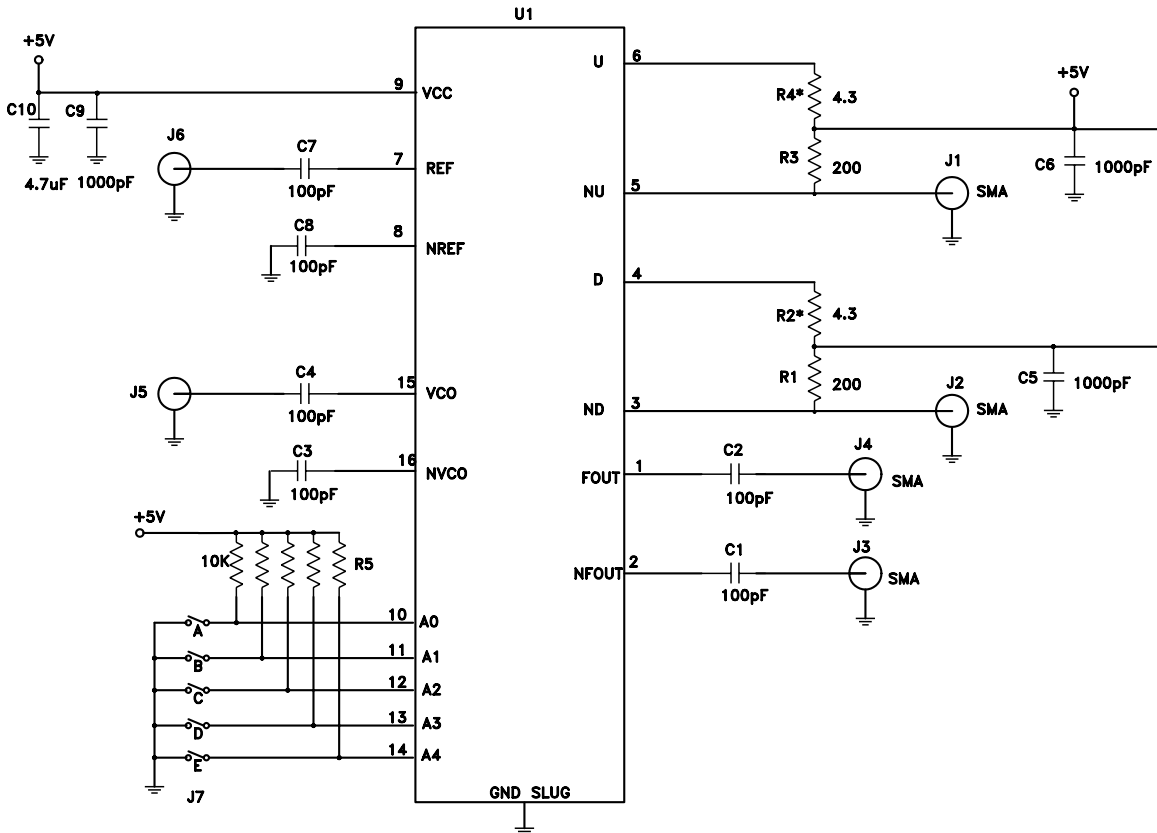 U1
+5V
C10
C9
4.7uF
1000pF
9
VCC
J6
C7
100pF
7
REF
C8
100pF
8
NREF
J5
C4
100pF
15
VCO
C3
100pF
16
NVCO
+5V
10K
R5
A
10
A0
B
11
A1
C
12
A2
D
13
A3
E
14
A4
J7
GND SLUG
U
6
R4*
4.3
+5V
R3
200
C6
1000pF
NU
5
J1
SMA
D
4
R2*
4.3
R1
200
C5
1000pF
ND
3
J2
SMA
FOUT
1
C2
100pF
J4
SMA
NFOUT
2
C1
100pF
J3
SMA